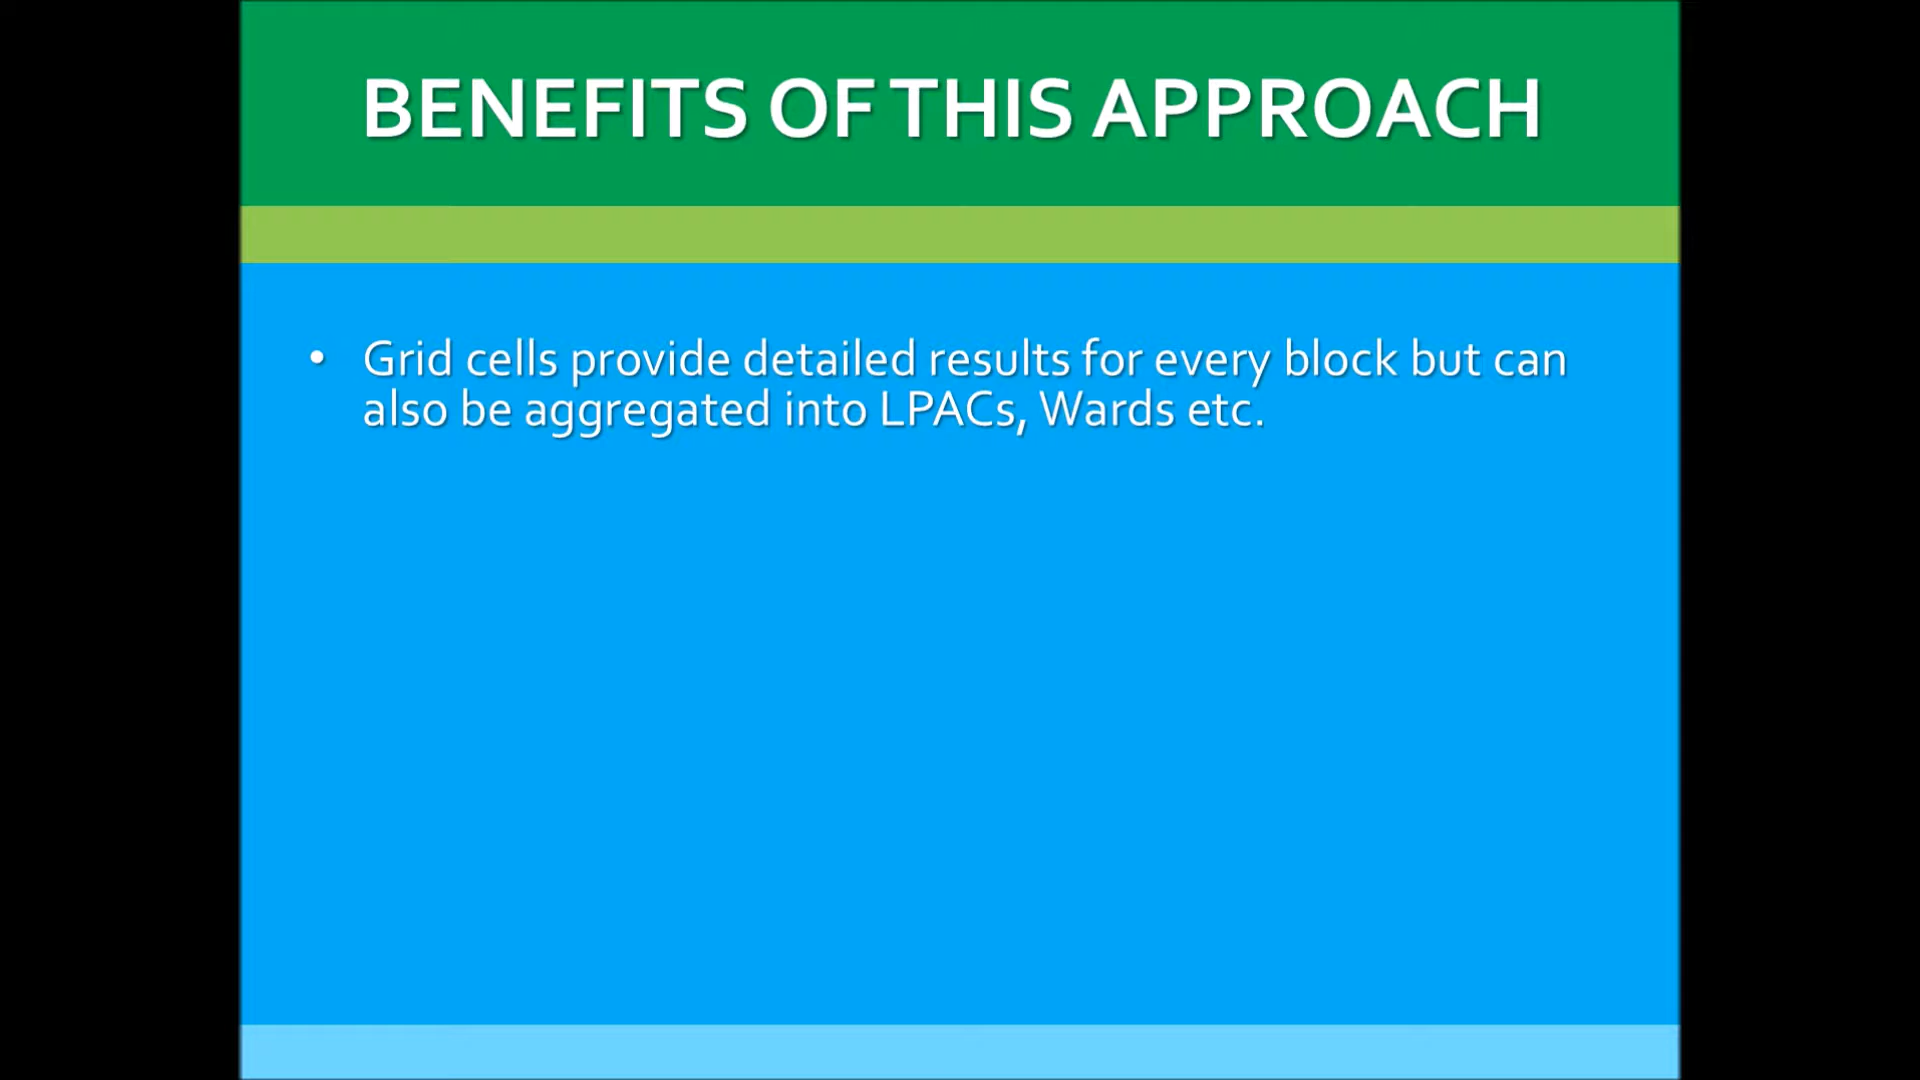 BENEFITS OF THIS APPROACH
• Grid cells provide detailed results for every block but can
also be aggregated into LPACs, Wards etc.